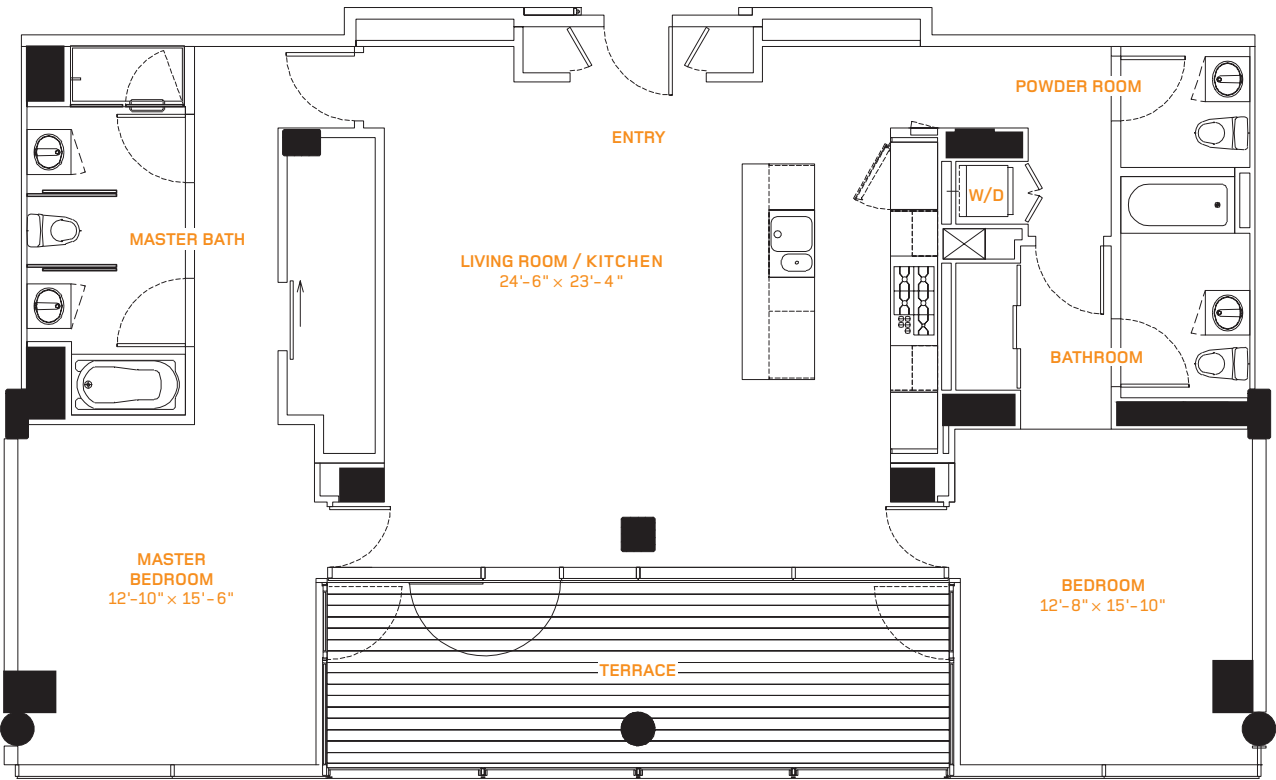 POWDER ROOM
ENTRY
W/D
MASTER BATH
LIVING ROOM / KITCHEN
24'-6" × 23'-4"
BATHROOM
MASTER
BEDROOM
12'-10" × 15'-6"
BEDROOM
12'-8" × 15'-10"
TERRACE